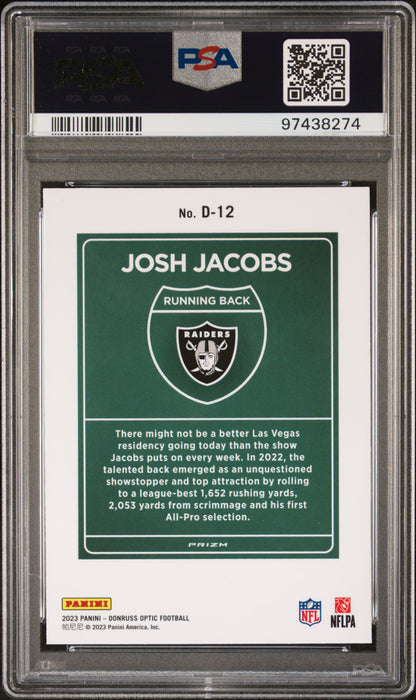 PSA
PSA
97438274
No. D-12
JOSH JACOBS
RUNNING BACK
RAIDERS
There might not be a better Las Vegas
residency going today than the show
Jacobs puts on every week. In 2022, the
talented back emerged as an unquestioned
showstopper and top attraction by rolling
to a league-best 1,652 rushing yards,
2,053 yards from scrimmage and his first
All-Pro selection.
PRIZM
PANINI
2023 PANINI – DONRUSS OPTIC FOOTBALL
帕尼尼 © 2023 Panini America, Inc.
NFL
NFLPA